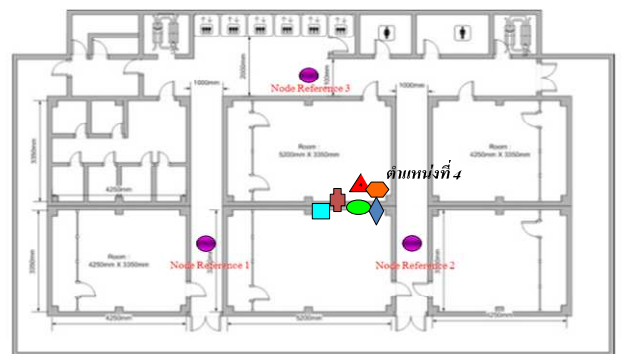 2000mm
1000mm
1000mm
Node Reference 3
3350mm
Room :
5200mm X 3350mm
Room :
4250mm X 3350mm
4250mm
ตำแหน่งที่ 4
3350mm
Room :
4250mm X 3350mm
Node Reference 1
Node Reference 2
4250mm
5200mm
4250mm